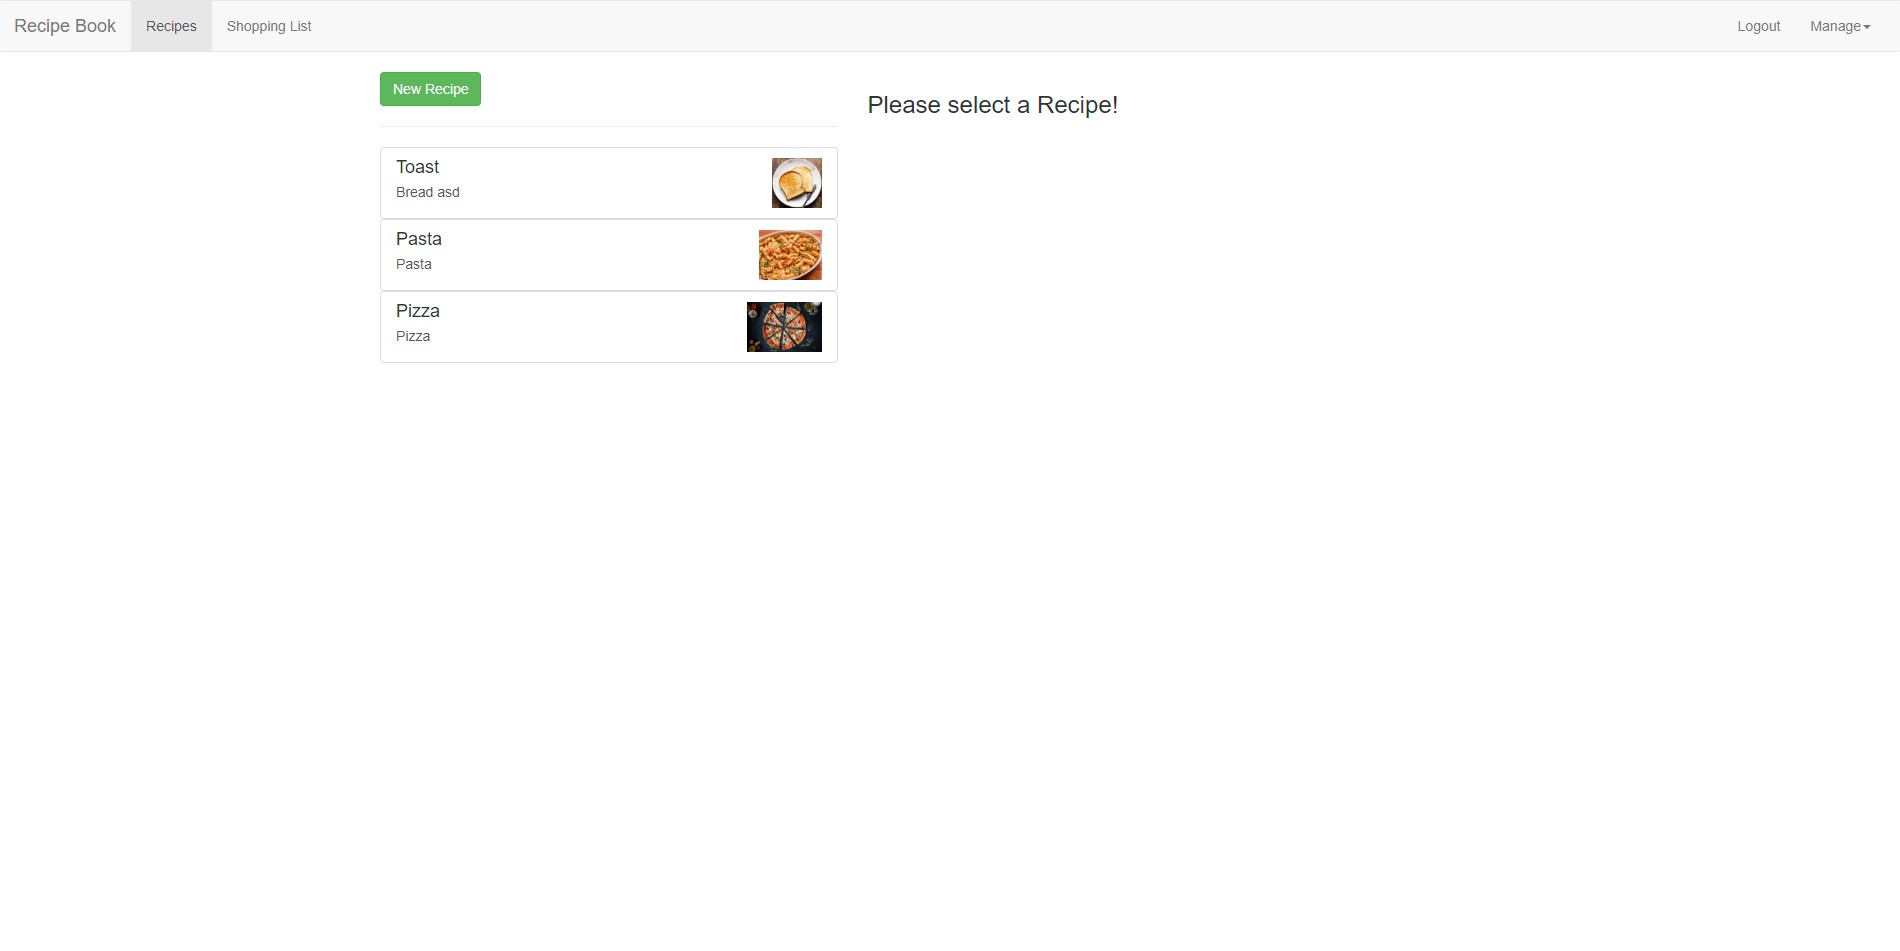 Recipe Book Recipes Shopping List Logout Manage
New Recipe
Please select a Recipe!
Toast
Bread asd
Pasta
Pasta
Pizza
Pizza